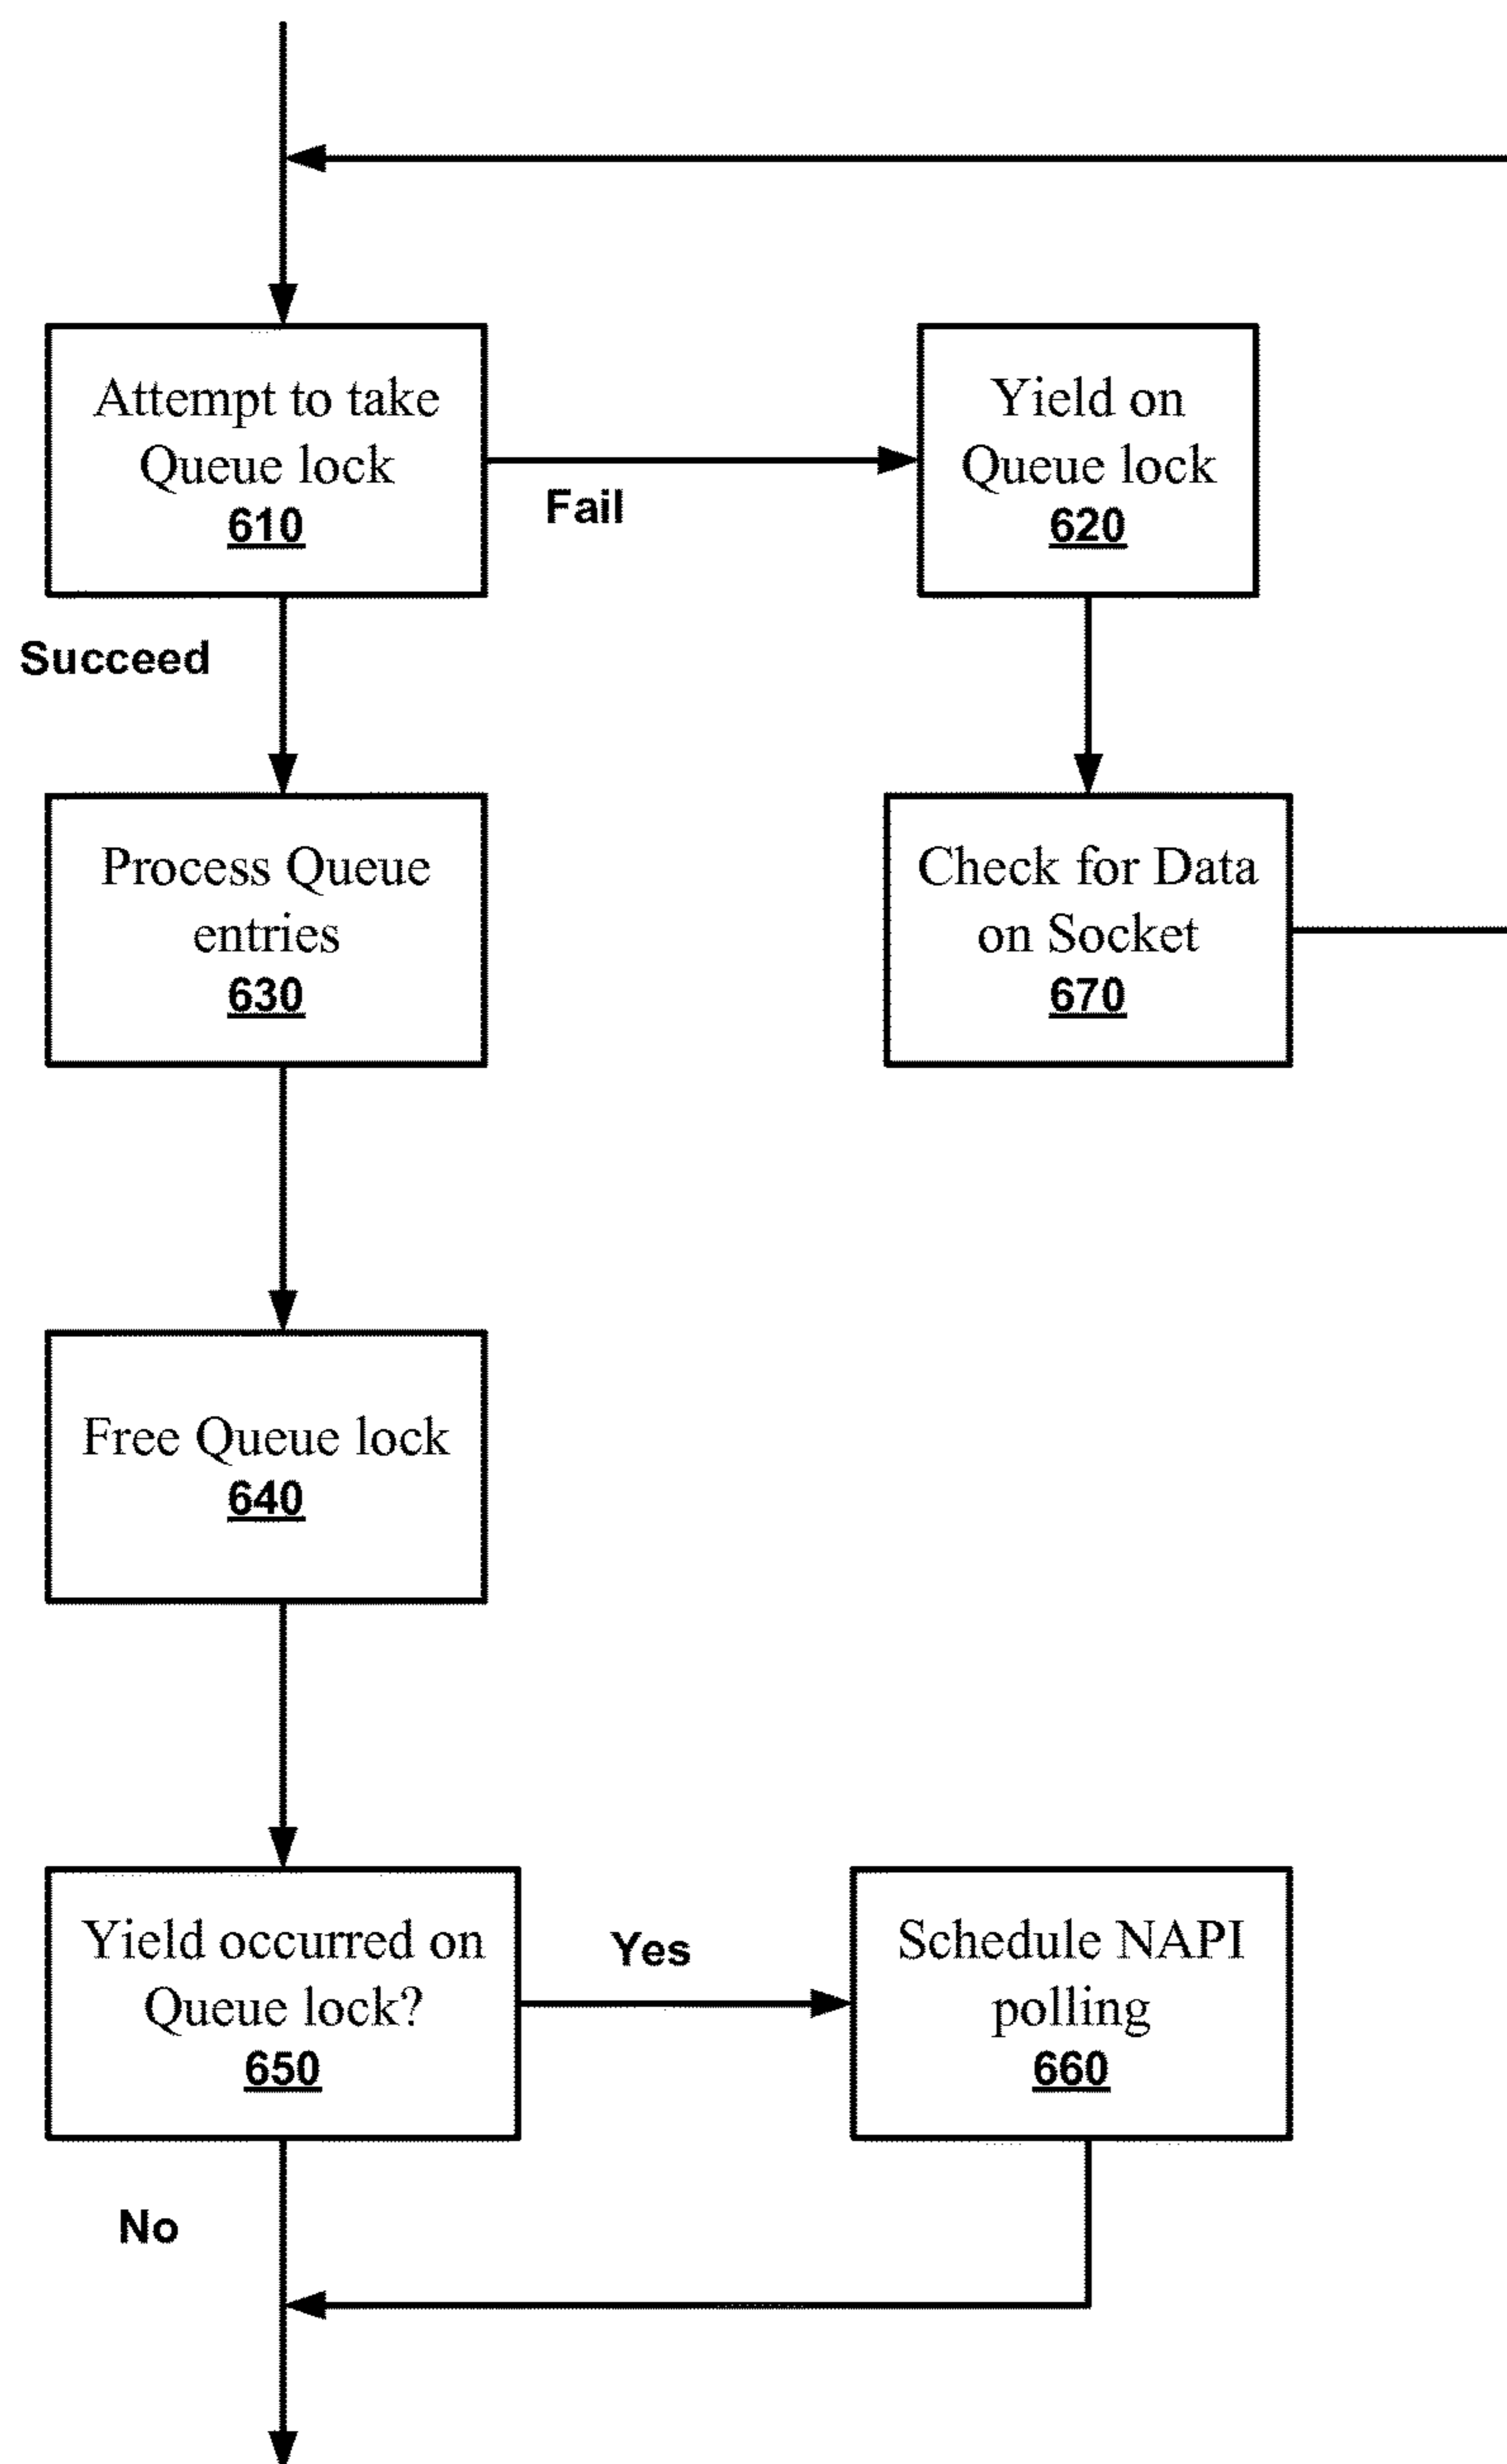 Attempt to take
Queue lock
610
Fail
Yield on
Queue lock
620
Succeed
Process Queue
entries
630
Check for Data
on Socket
670
Free Queue lock
640
Yield occurred on
Queue lock?
650
Yes
Schedule NAPI
polling
660
No